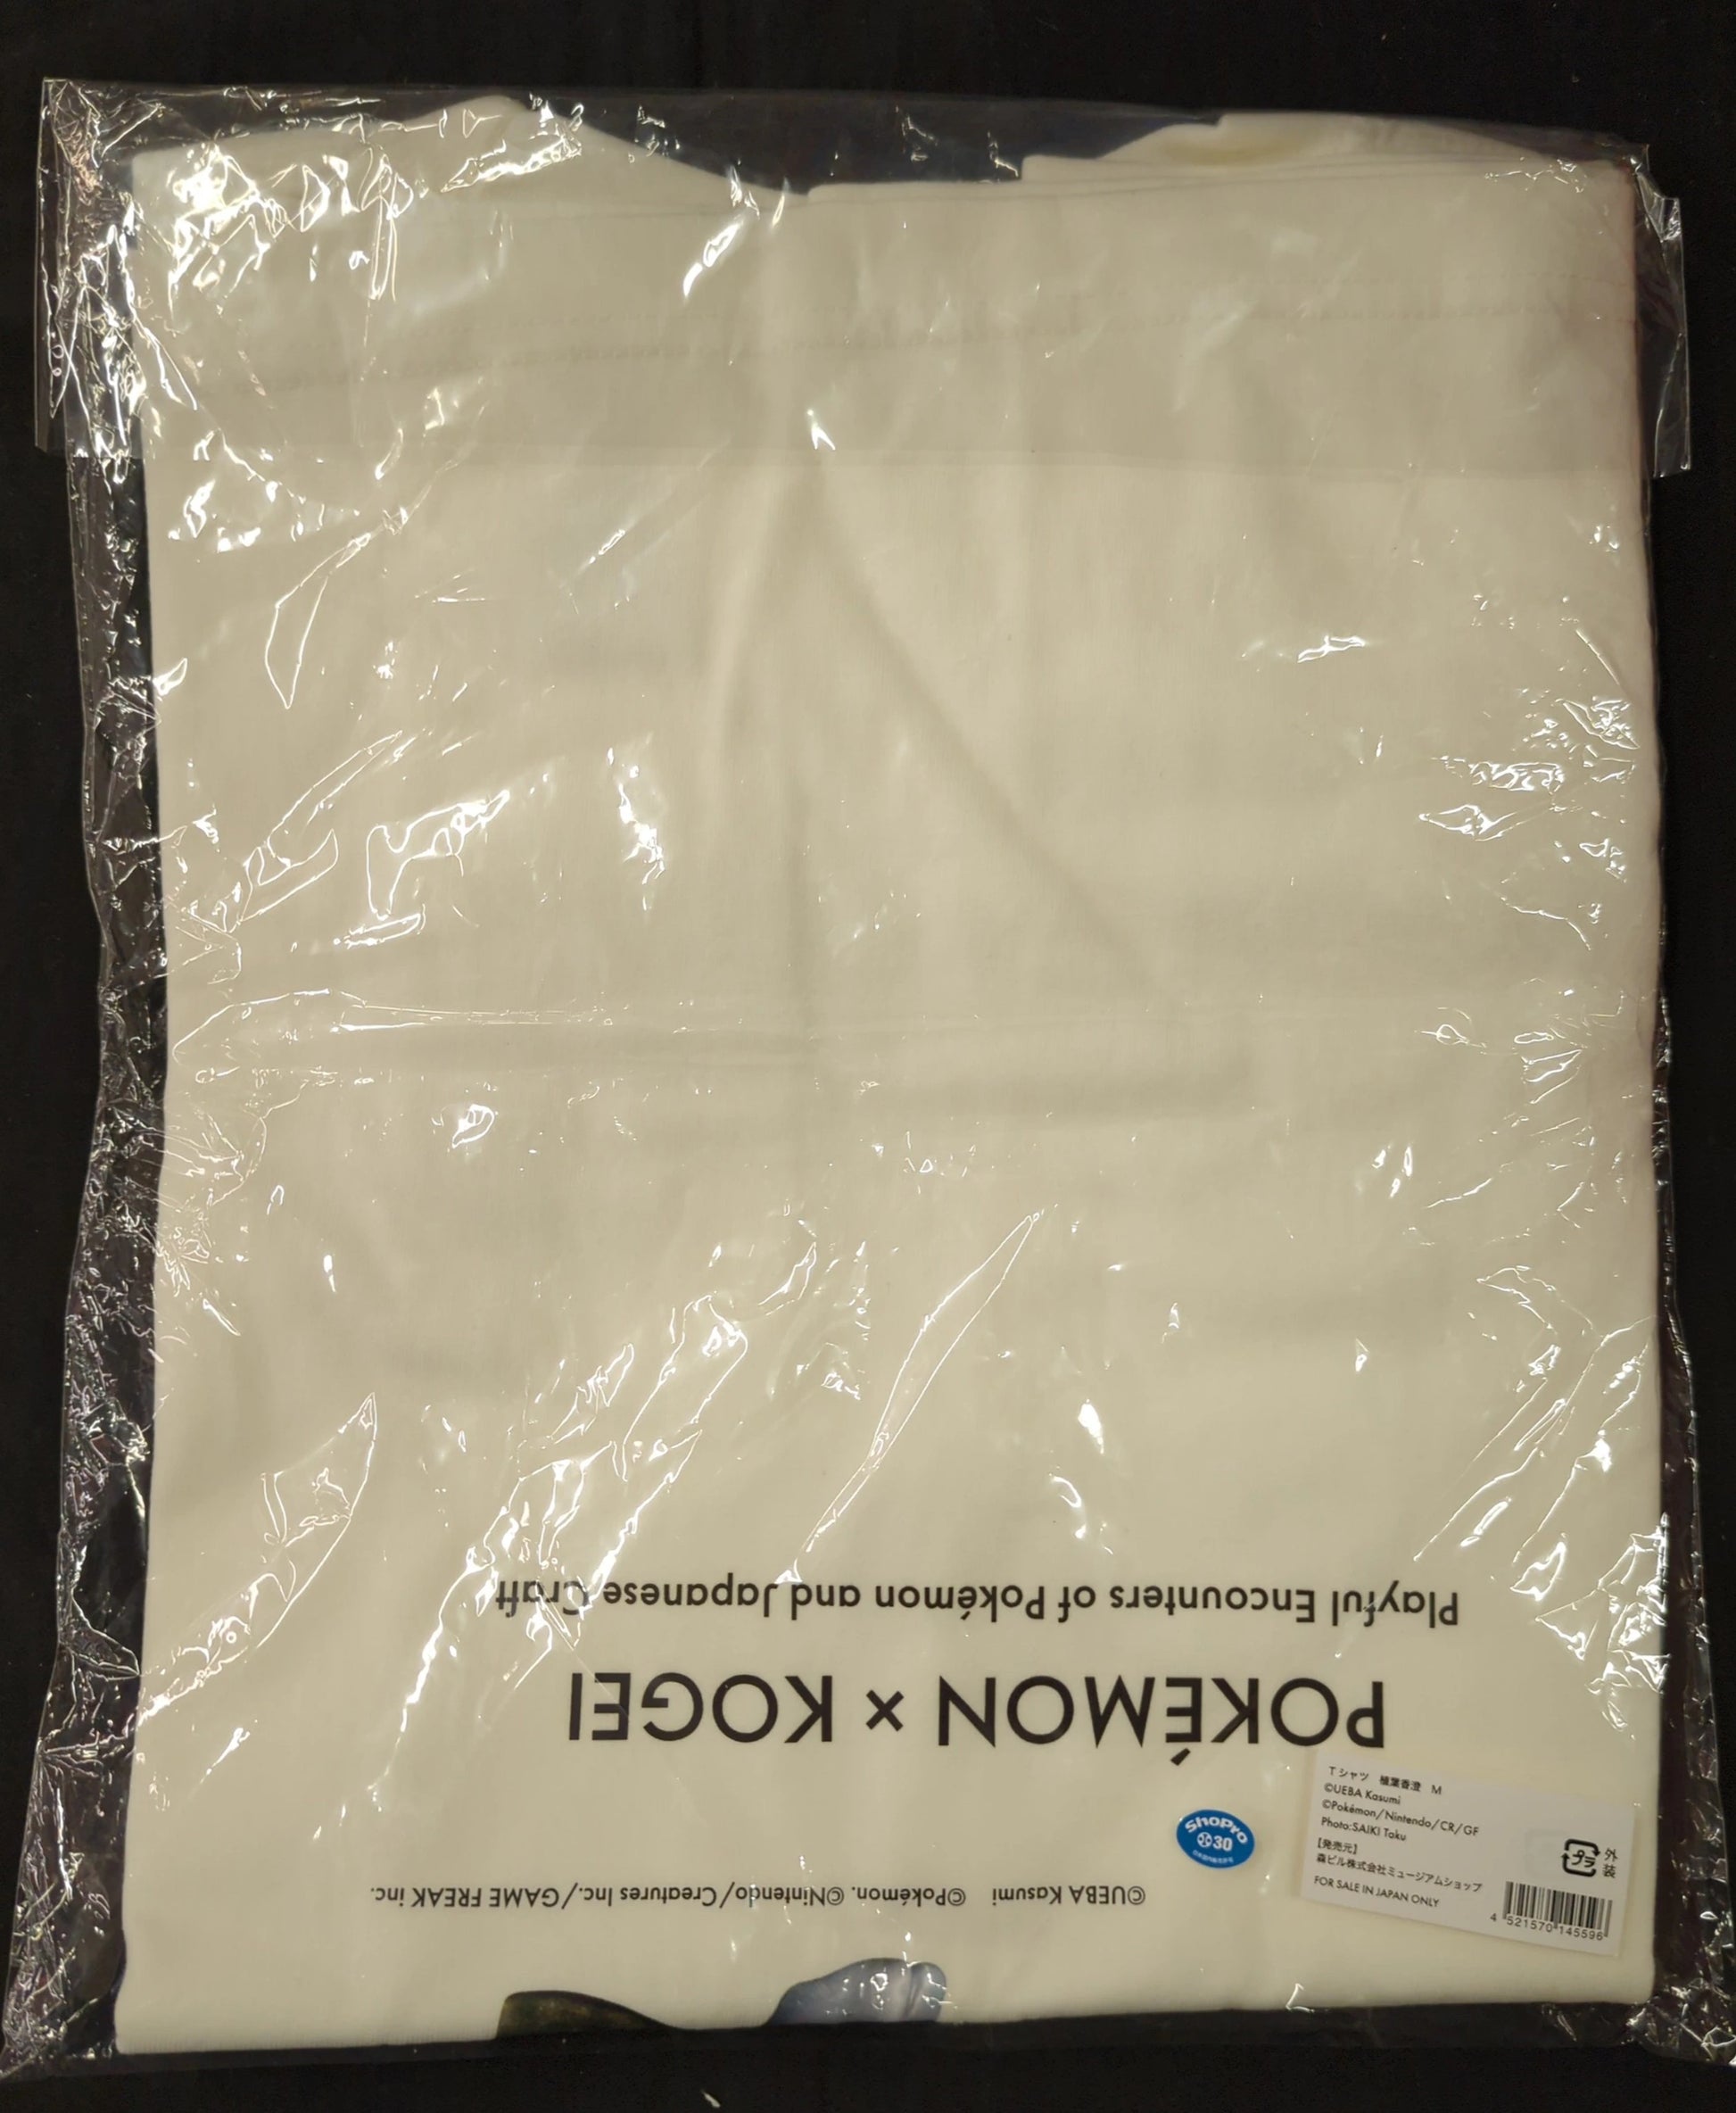 Playful Encounters of Pokémon and Japanese Craft
POKÉMON × KOGEI
©UEBA Kasumi ©Pokémon. ©Nintendo/Creatures Inc./GAME FREAK inc.
ShoPro
30
Tシャツ 植葉香澄 M
©UEBA Kasumi
©Pokémon/Nintendo/CR/GF
Photo:SAIKI Taku
【発売元】
森ビル株式会社ミュージアムショップ
FOR SALE IN JAPAN ONLY
プラ
外装
4 521570 145596